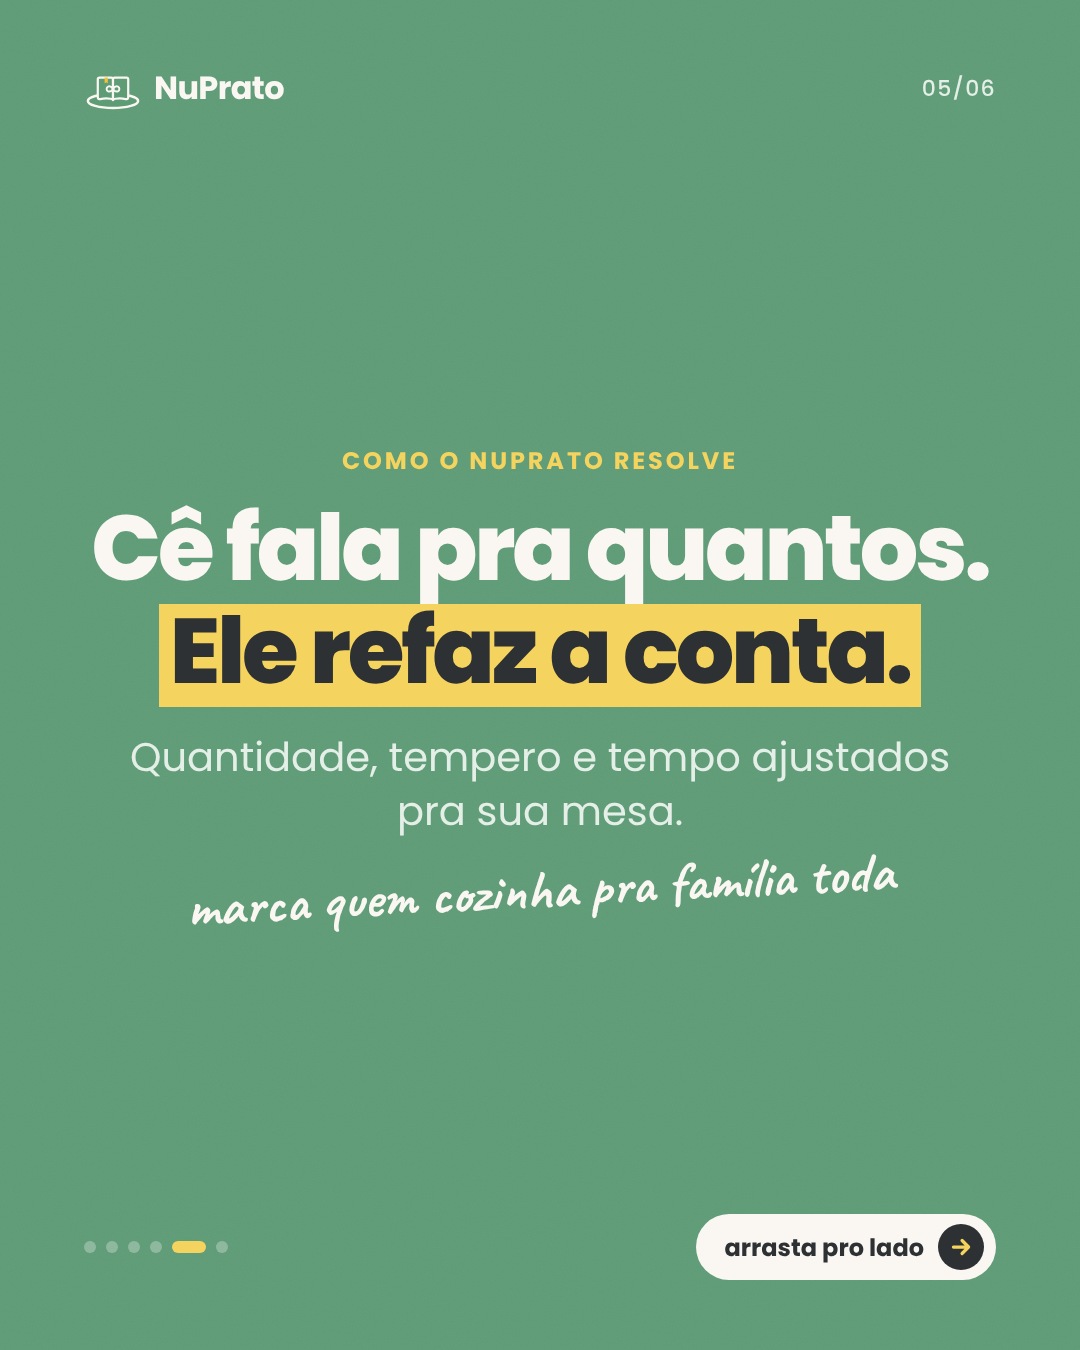 NuPrato
05/06
COMO O NUPRATO RESOLVE
Cê fala pra quantos.
Ele refaz a conta.
Quantidade, tempero e tempo ajustados
pra sua mesa.
marca quem cozinha pra família toda
arrasta pro lado